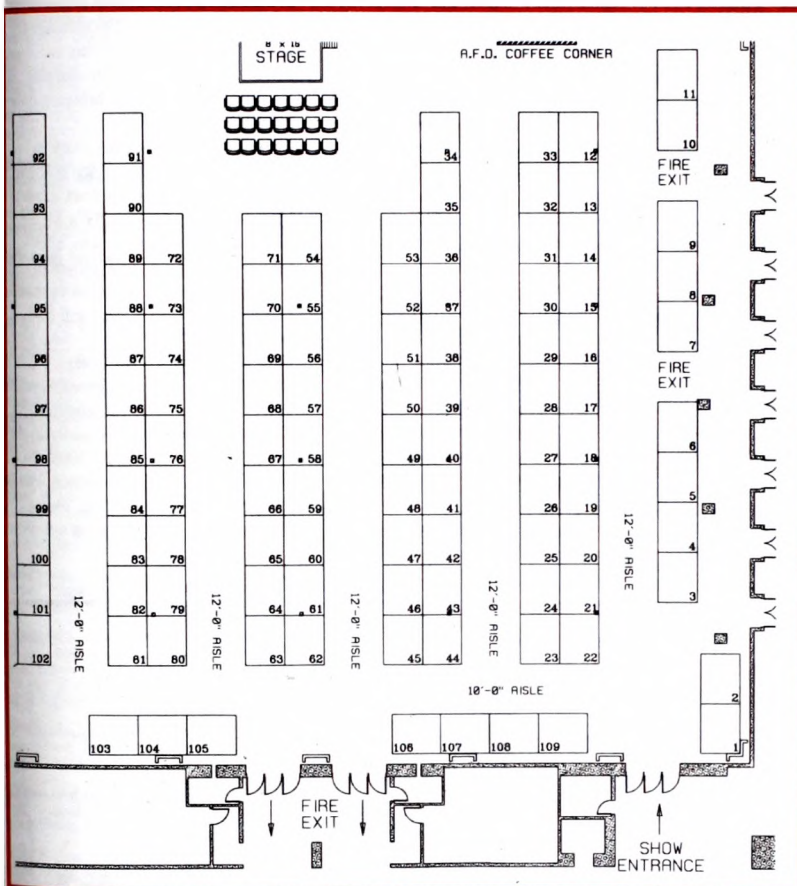 STAGE
A.F.D. COFFEE CORNER
11
92 91 34 33 12 10
FIRE
EXIT
93 90 35 32 13
94 89 72 71 54 53 36 31 14 9
95 88 73 70 55 52 37 30 15 8
96 87 74 69 56 51 38 29 16 7
FIRE
EXIT
97 86 75 68 57 50 39 28 17
98 85 76 67 58 49 40 27 18 6
99 84 77 66 59 48 41 26 19 5
100 83 78 65 60 47 42 25 20 4
12'-0" AISLE
101 82 79 64 61 46 43 24 21 3
12'-0" AISLE
12'-0" AISLE
12'-0" AISLE
12'-0" AISLE
102 81 80 63 62 45 44 23 22
10'-0" AISLE
2
103 104 105 106 107 108 109 1
FIRE
EXIT
SHOW
ENTRANCE